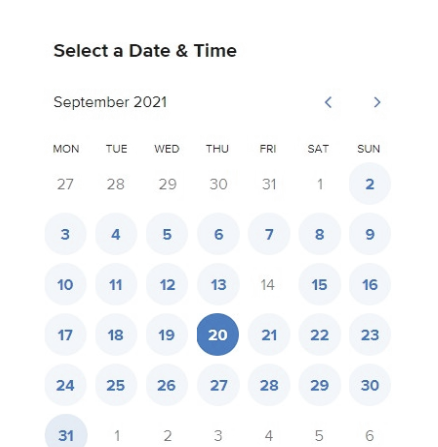 Select a Date & Time
September 2021
MON TUE WED THU FRI SAT SUN
27 28 29 30 31 1 2
3 4 5 6 7 8 9
10 11 12 13 14 15 16
17 18 19 20 21 22 23
24 25 26 27 28 29 30
31 1 2 3 4 5 6